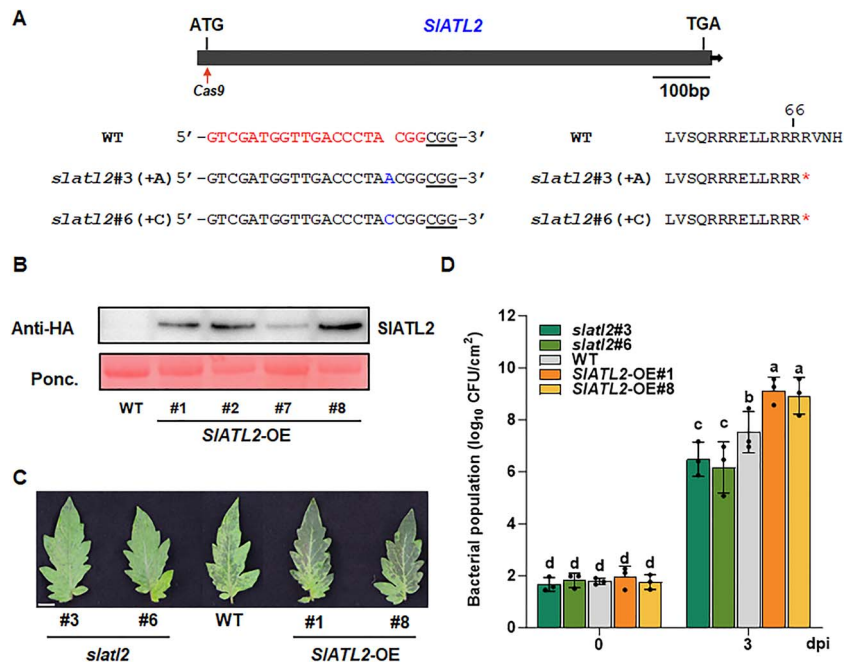 A
ATG SlATL2 TGA
Cas9 100bp
66
WT 5’-GTCGATGGTTGACCCTA CGGCGG-3’ WT LVSQRRRELLRRRRVNH
slatl2#3(+A) 5’-GTCGATGGTTGACCCTAACGGCGG-3’ slatl2#3(+A) LVSQRRRELLRRR*
slatl2#6(+C) 5’-GTCGATGGTTGACCCTACCGGCGG-3’ slatl2#6(+C) LVSQRRRELLRRR*
B
Anti-HA SlATL2
Ponc.
WT #1 #2 #7 #8
SlATL2-OE
C
#3 #6 WT #1 #8
slatl2 SlATL2-OE
D
Bacterial population (log10 CFU/cm2)
12
10
8
6
4
2
0
slatl2#3
slatl2#6
WT
SlATL2-OE#1
SlATL2-OE#8
d d d d d
c c b a a
0 3 dpi